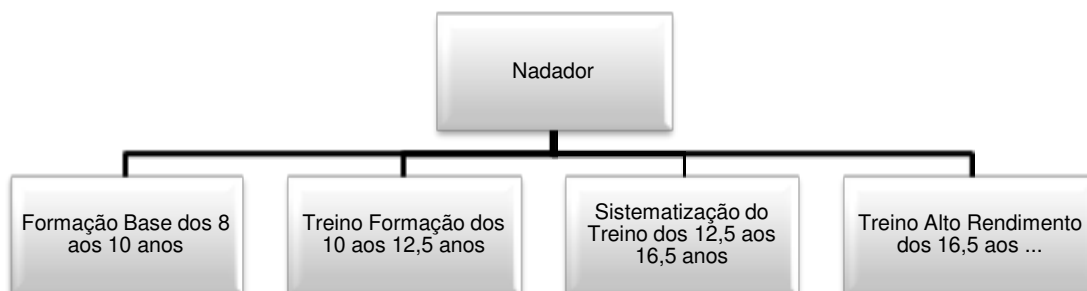 Nadador
Formação Base dos 8
aos 10 anos
Treino Formação dos
10 aos 12,5 anos
Sistematização do
Treino dos 12,5 aos
16,5 anos
Treino Alto Rendimento
dos 16,5 aos ...